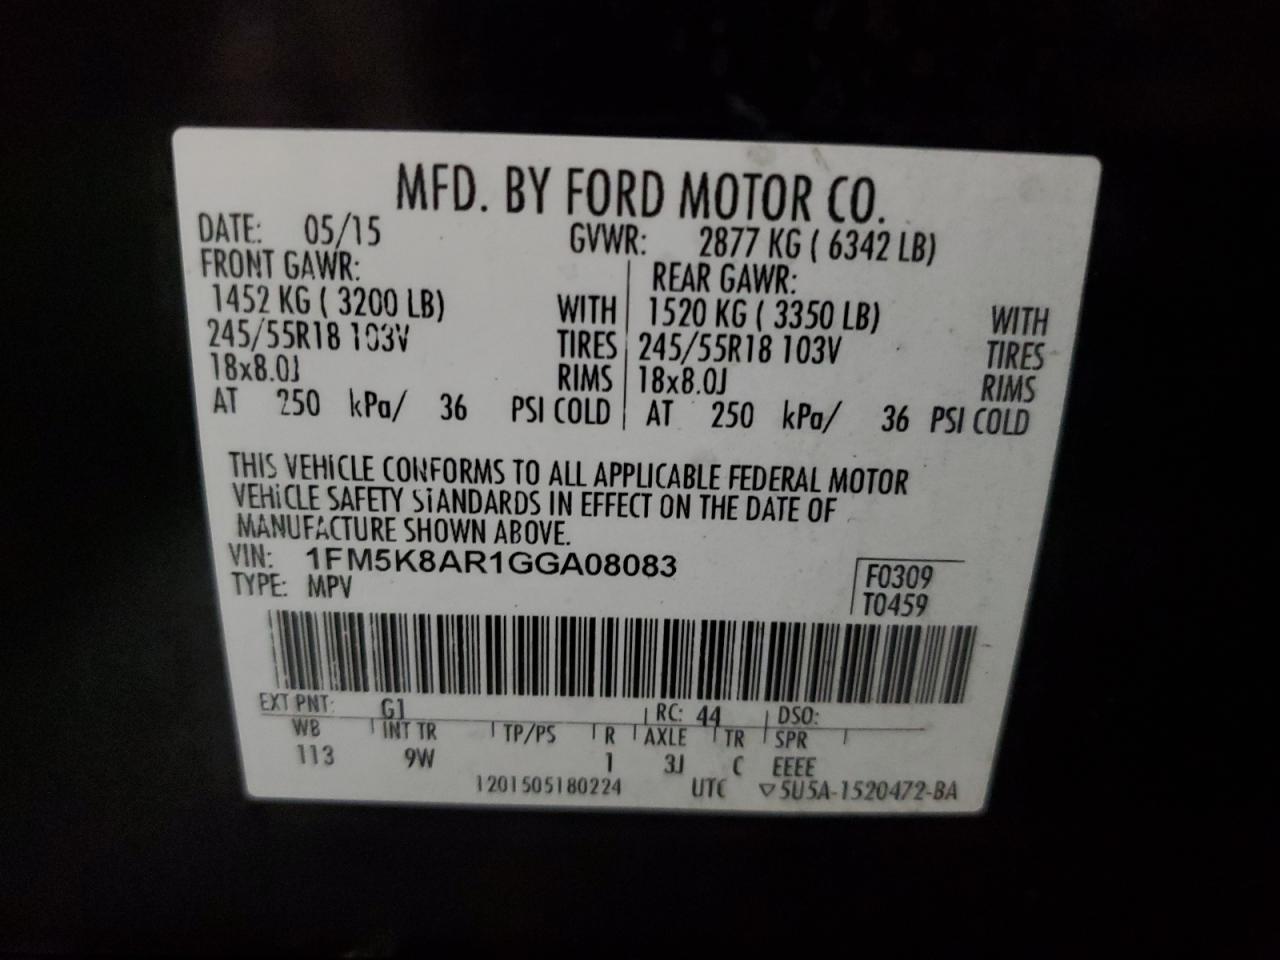 MFD. BY FORD MOTOR CO.
DATE: 05/15 GVWR: 2877 KG ( 6342 LB)
FRONT GAWR: REAR GAWR:
1452 KG ( 3200 LB) WITH 1520 KG ( 3350 LB) WITH
245/55R18 103V TIRES 245/55R18 103V TIRES
18x8.0J RIMS 18x8.0J RIMS
AT 250 kPa/ 36 PSI COLD AT 250 kPa/ 36 PSI COLD
THIS VEHICLE CONFORMS TO ALL APPLICABLE FEDERAL MOTOR
VEHICLE SAFETY STANDARDS IN EFFECT ON THE DATE OF
MANUFACTURE SHOWN ABOVE.
VIN: 1FM5K8AR1GGA08083
TYPE: MPV
F0309
T0459
EXT PNT: G1 RC: 44 DSO:
WB INT TR TP/PS R AXLE TR SPR
113 9W 1 3J C EEEE
1201505180224 UTC ▽5U5A-1520472-BA